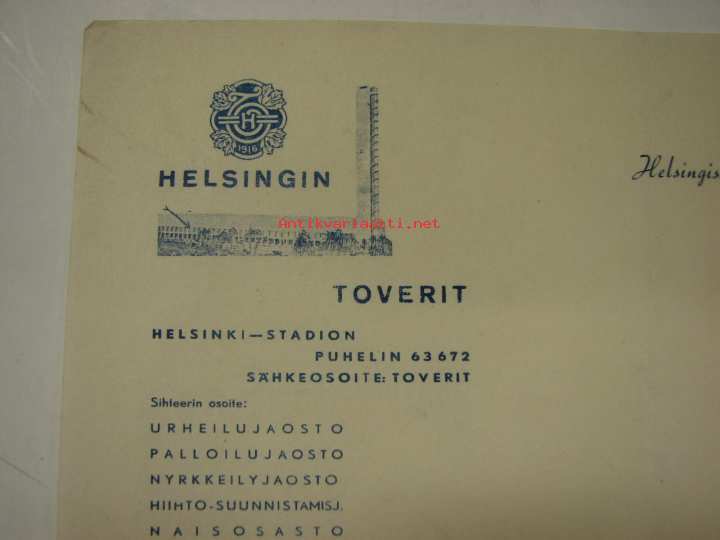 T H
1916
HELSINGIN
Helsingis
Antikvariaatti.net
TOVERIT
HELSINKI—STADION
PUHELIN 63 672
SÄHKEOSOITE: TOVERIT
Sihteerin osoite:
URHEILUJAOSTO
PALLOILUJAOSTO
NYRKKEILYJAOSTO
HIIHTO-SUUNNISTAMISJ.
NAISOSASTO